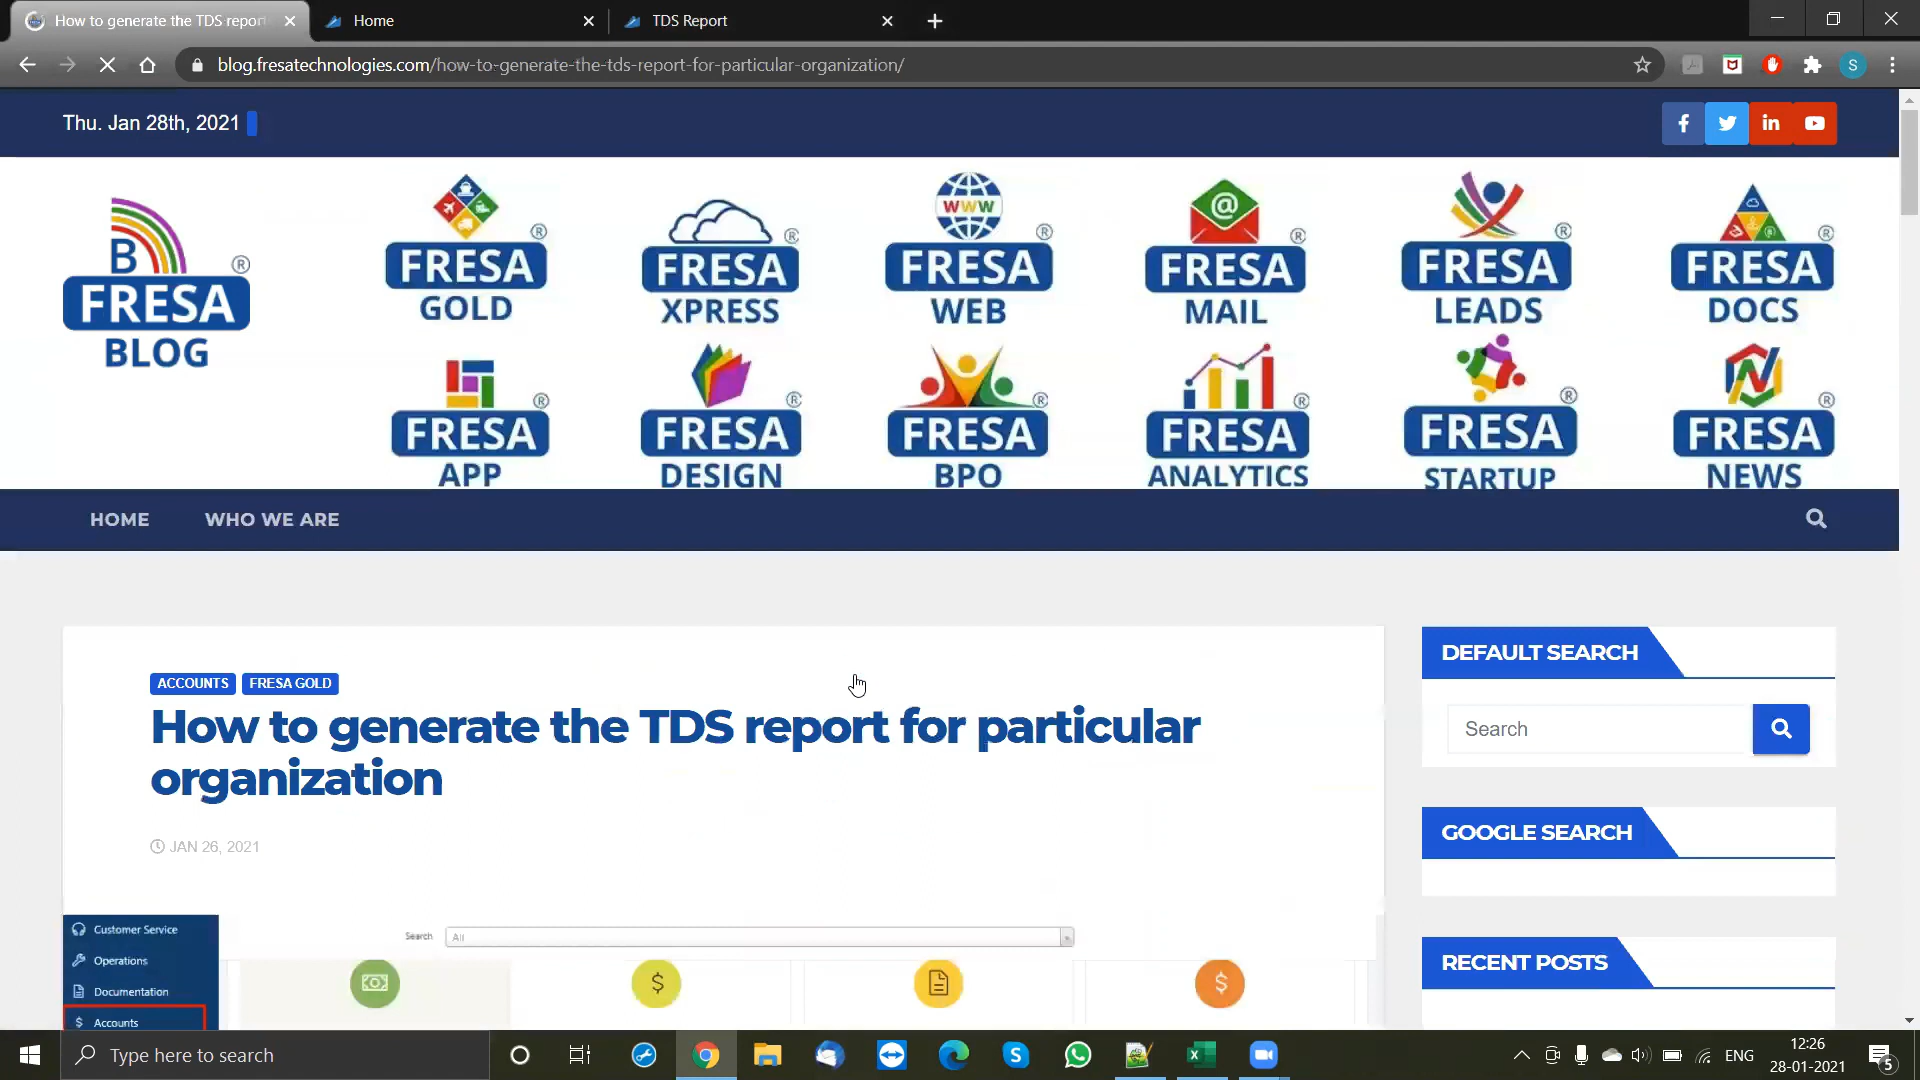 How to generate the TDS report
Home
TDS Report
blog.fresatechnologies.com/how-to-generate-the-tds-report-for-particular-organization/
S
Thu. Jan 28th, 2021
B
FRESA
BLOG
FRESA
GOLD
FRESA
XPRESS
WWW
FRESA
WEB
@
FRESA
MAIL
FRESA
LEADS
FRESA
DOCS
FRESA
APP
FRESA
DESIGN
FRESA
BPO
FRESA
ANALYTICS
FRESA
STARTUP
FRESA
NEWS
HOME
WHO WE ARE
ACCOUNTS
FRESA GOLD
How to generate the TDS report for particular
organization
JAN 26, 2021
Customer Service
Operations
Documentation
Accounts
Search
All
DEFAULT SEARCH
Search
GOOGLE SEARCH
RECENT POSTS
Type here to search
ENG
12:26
28-01-2021
5